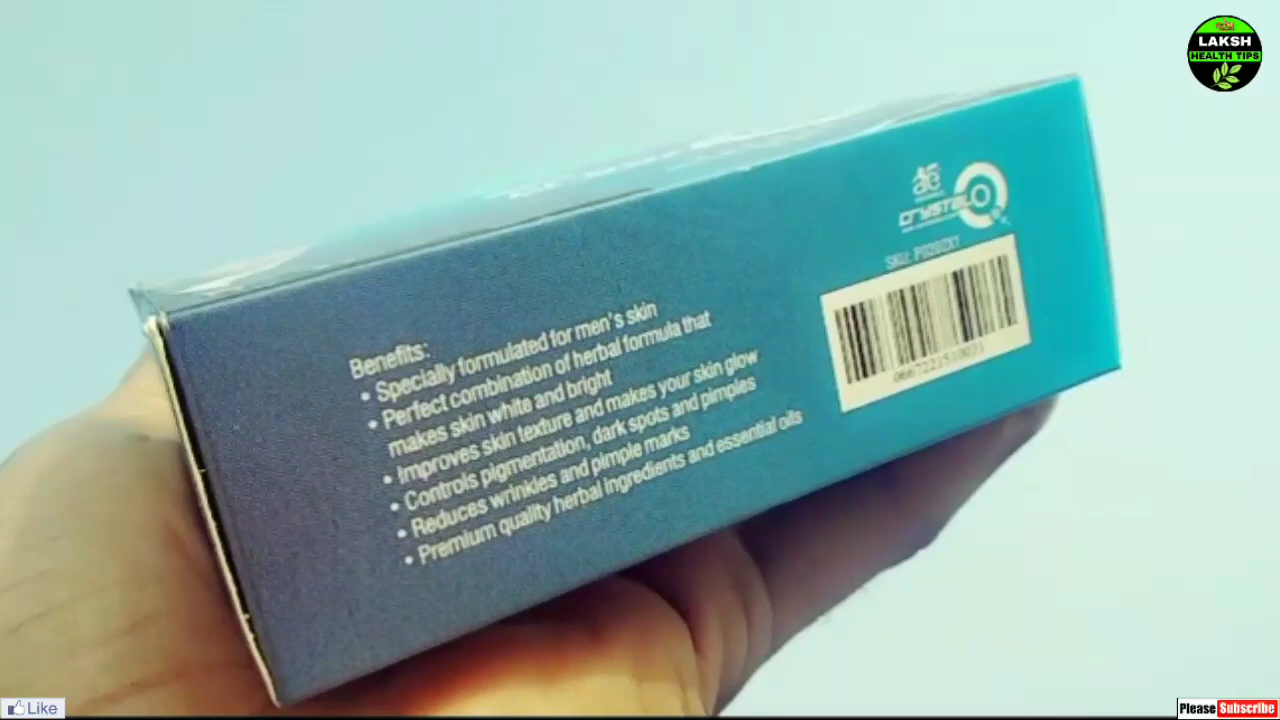 LAKSH
HEALTH TIPS
CRYSTAL
Benefits:
• Specially formulated for men's skin
• Perfect combination of herbal formula that
makes skin white and bright
• Improves skin texture and makes your skin glow
• Controls pigmentation, dark spots and pimples
• Reduces wrinkles and pimple marks
• Premium quality herbal ingredients and essential oils
SKU:
Like
Please Subscribe